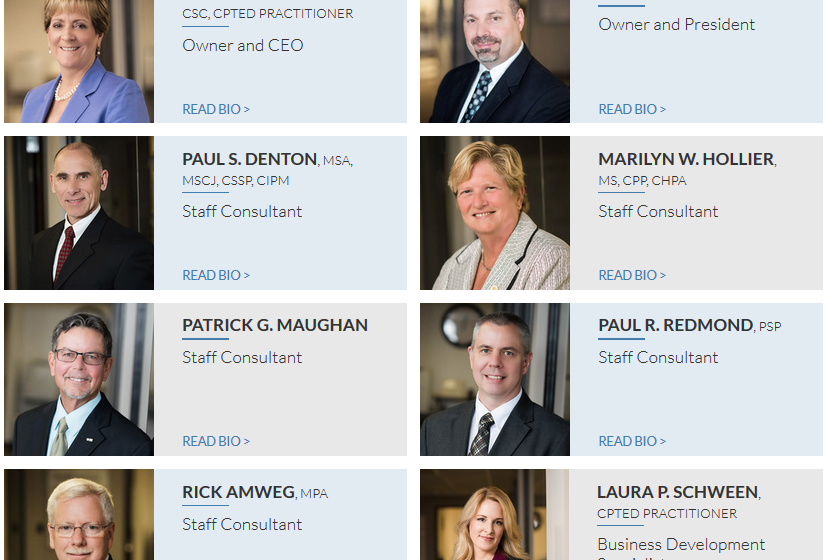 CSC, CPTED PRACTITIONER
Owner and CEO
READ BIO >
Owner and President
READ BIO >
PAUL S. DENTON, MSA,
MSCJ, CSSP, CIPM
Staff Consultant
READ BIO >
MARILYN W. HOLLIER,
MS, CPP, CHPA
Staff Consultant
READ BIO >
PATRICK G. MAUGHAN
Staff Consultant
READ BIO >
PAUL R. REDMOND, PSP
Staff Consultant
READ BIO >
RICK AMWEG, MPA
Staff Consultant
LAURA P. SCHWEEN,
CPTED PRACTITIONER
Business Development